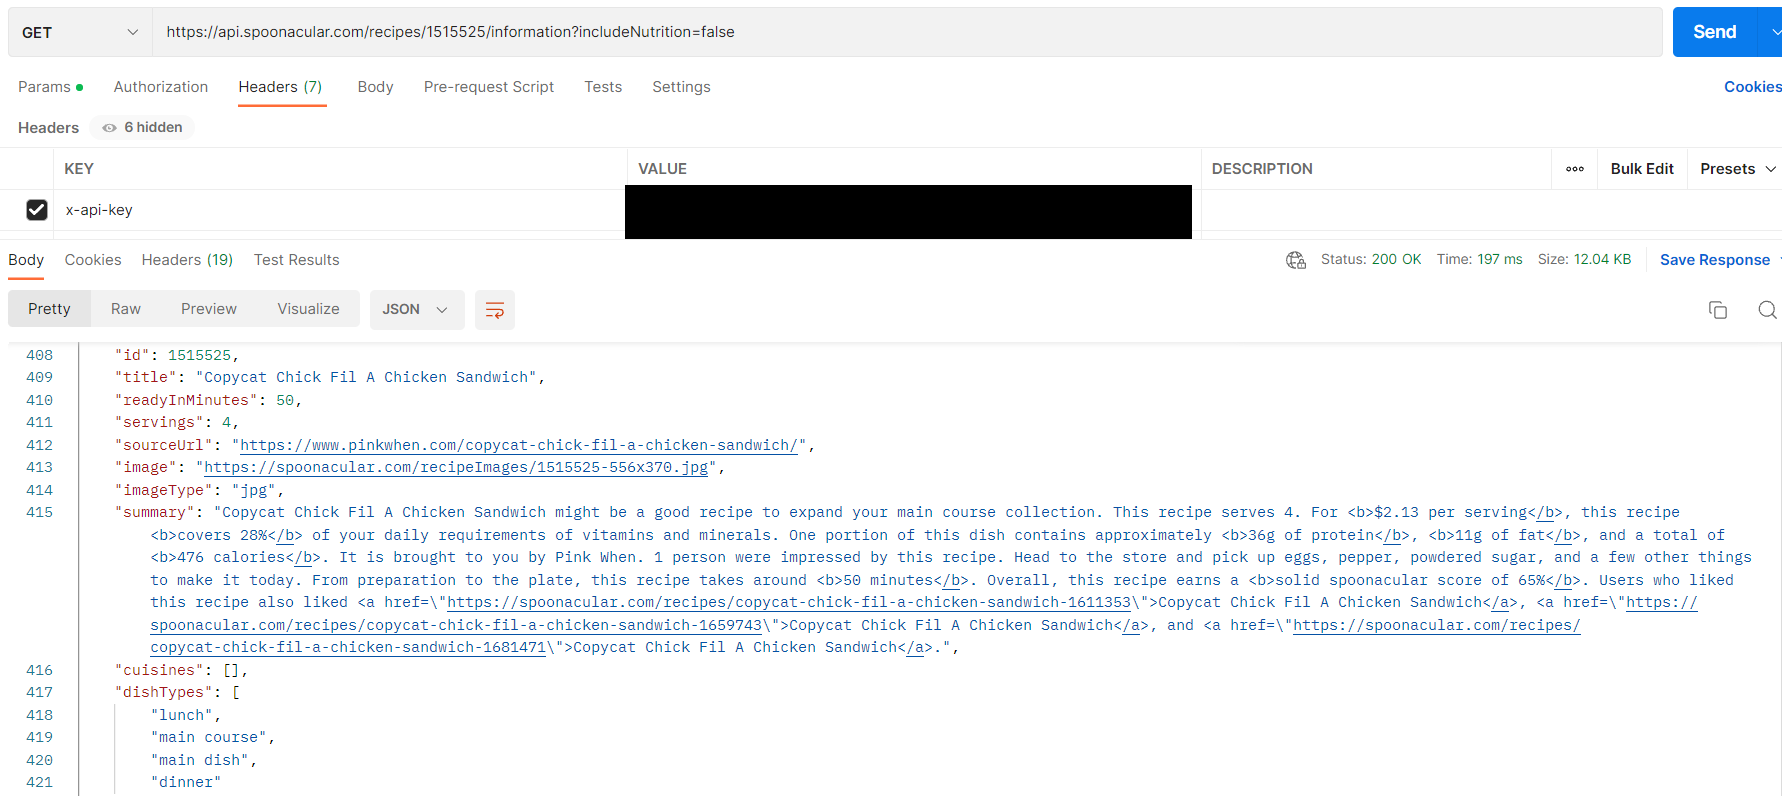 GET https://api.spoonacular.com/recipes/1515525/information?includeNutrition=false Send
Params Authorization Headers (7) Body Pre-request Script Tests Settings Cookies
Headers 6 hidden
KEY VALUE DESCRIPTION ooo Bulk Edit Presets
x-api-key
Body Cookies Headers (19) Test Results Status: 200 OK Time: 197 ms Size: 12.04 KB Save Response
Pretty Raw Preview Visualize JSON
408 "id": 1515525,
409 "title": "Copycat Chick Fil A Chicken Sandwich",
410 "readyInMinutes": 50,
411 "servings": 4,
412 "sourceUrl": "https://www.pinkwhen.com/copycat-chick-fil-a-chicken-sandwich/",
413 "image": "https://spoonacular.com/recipeImages/1515525-556x370.jpg",
414 "imageType": "jpg",
415 "summary": "Copycat Chick Fil A Chicken Sandwich might be a good recipe to expand your main course collection. This recipe serves 4. For <b>$2.13 per serving</b>, this recipe
<b>covers 28%</b> of your daily requirements of vitamins and minerals. One portion of this dish contains approximately <b>36g of protein</b>, <b>11g of fat</b>, and a total of
<b>476 calories</b>. It is brought to you by Pink When. 1 person were impressed by this recipe. Head to the store and pick up eggs, pepper, powdered sugar, and a few other things
to make it today. From preparation to the plate, this recipe takes around <b>50 minutes</b>. Overall, this recipe earns a <b>solid spoonacular score of 65%</b>. Users who liked
this recipe also liked <a href=\"https://spoonacular.com/recipes/copycat-chick-fil-a-chicken-sandwich-1611353\">Copycat Chick Fil A Chicken Sandwich</a>, <a href=\"https://
spoonacular.com/recipes/copycat-chick-fil-a-chicken-sandwich-1659743\">Copycat Chick Fil A Chicken Sandwich</a>, and <a href=\"https://spoonacular.com/recipes/
copycat-chick-fil-a-chicken-sandwich-1681471\">Copycat Chick Fil A Chicken Sandwich</a>.",
416 "cuisines": [],
417 "dishTypes": [
418 "lunch",
419 "main course",
420 "main dish",
421 "dinner"